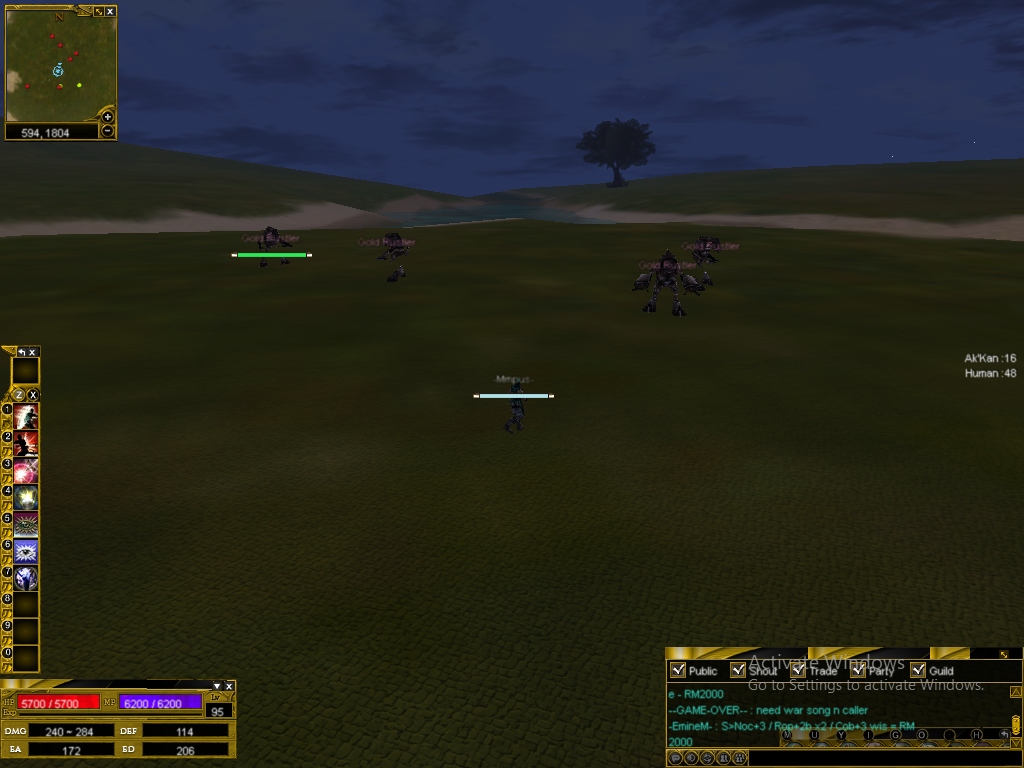 N
594, 1804
Gold Rustler
Gold Rustler
Gold Rustler
Gold Rustler
-Mmpus-
Ak'Kan :16
Human :48
Z X
1
2
3
4
5
6
7
8
9
0
HP 5700 / 5700 MP 6200 / 6200 Lv
Exp 95
DMG 240 ~ 284 DEF 114
EA 172 ED 206
Public Shout Trade Party Guild
Activate Windows
Go to Settings to activate Windows.
e - RM2000
--GAME-OVER-- : need war song n caller
-EmineM- : S>Noc+3 / Rop+2b x2 / Cob+3 wis = RM
2000
M U Y I G O H